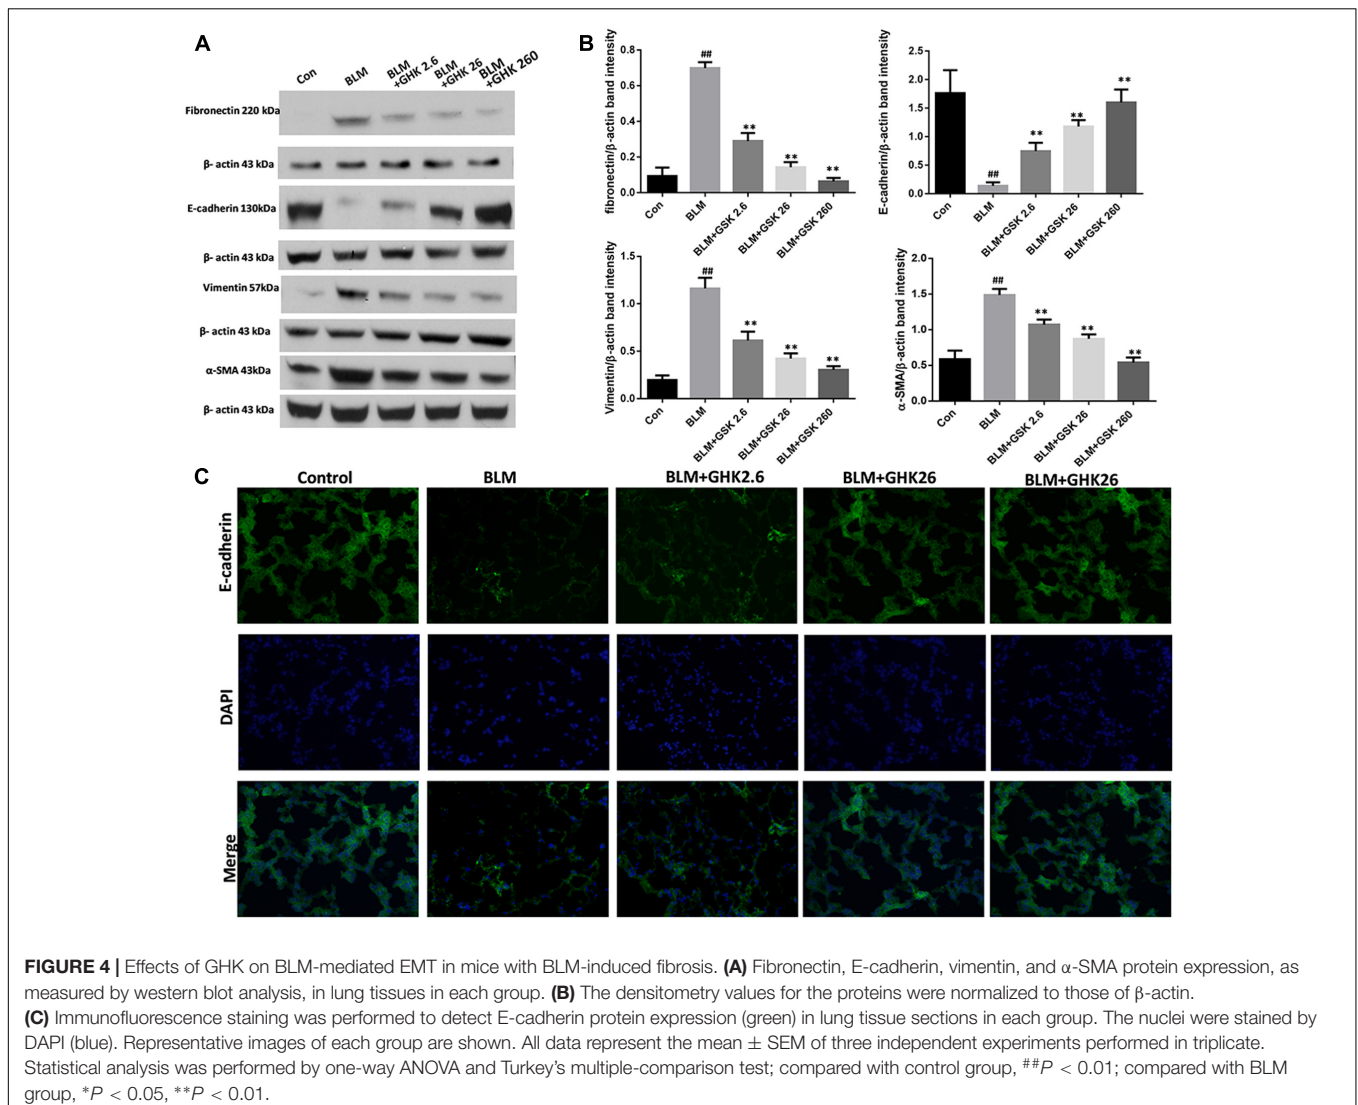 A
Con
BLM
BLM
+GHK 2.6
BLM
+GHK 26
BLM
+GHK 260
Fibronectin 220 kDa
β- actin 43 kDa
E-cadherin 130kDa
β- actin 43 kDa
Vimentin 57kDa
β- actin 43 kDa
α-SMA 43kDa
β- actin 43 kDa
B
fibronectin/β-actin band intensity
0.8
0.6
0.4
0.2
0.0
##
**
**
**
Con
BLM
BLM+GSK 2.6
BLM+GSK 26
BLM+GSK 260
E-cadherin/β-actin band intensity
2.5
2.0
1.5
1.0
0.5
0.0
##
**
**
**
Con
BLM
BLM+GSK 2.6
BLM+GSK 26
BLM+GSK 260
Vimentin/β-actin band intensity
1.5
1.0
0.5
0.0
##
**
**
**
Con
BLM
BLM+GSK 2.6
BLM+GSK 26
BLM+GSK 260
α-SMA/β-actin band intensity
2.0
1.5
1.0
0.5
0.0
##
**
**
**
Con
BLM
BLM+GSK 2.6
BLM+GSK 26
BLM+GSK 260
C
Control
BLM
BLM+GHK2.6
BLM+GHK26
BLM+GHK26
E-cadherin
DAPI
Merge
FIGURE 4 | Effects of GHK on BLM-mediated EMT in mice with BLM-induced fibrosis. (A) Fibronectin, E-cadherin, vimentin, and α-SMA protein expression, as
measured by western blot analysis, in lung tissues in each group. (B) The densitometry values for the proteins were normalized to those of β-actin.
(C) Immunofluorescence staining was performed to detect E-cadherin protein expression (green) in lung tissue sections in each group. The nuclei were stained by
DAPI (blue). Representative images of each group are shown. All data represent the mean ± SEM of three independent experiments performed in triplicate.
Statistical analysis was performed by one-way ANOVA and Turkey's multiple-comparison test; compared with control group, ##P < 0.01; compared with BLM
group, *P < 0.05, **P < 0.01.